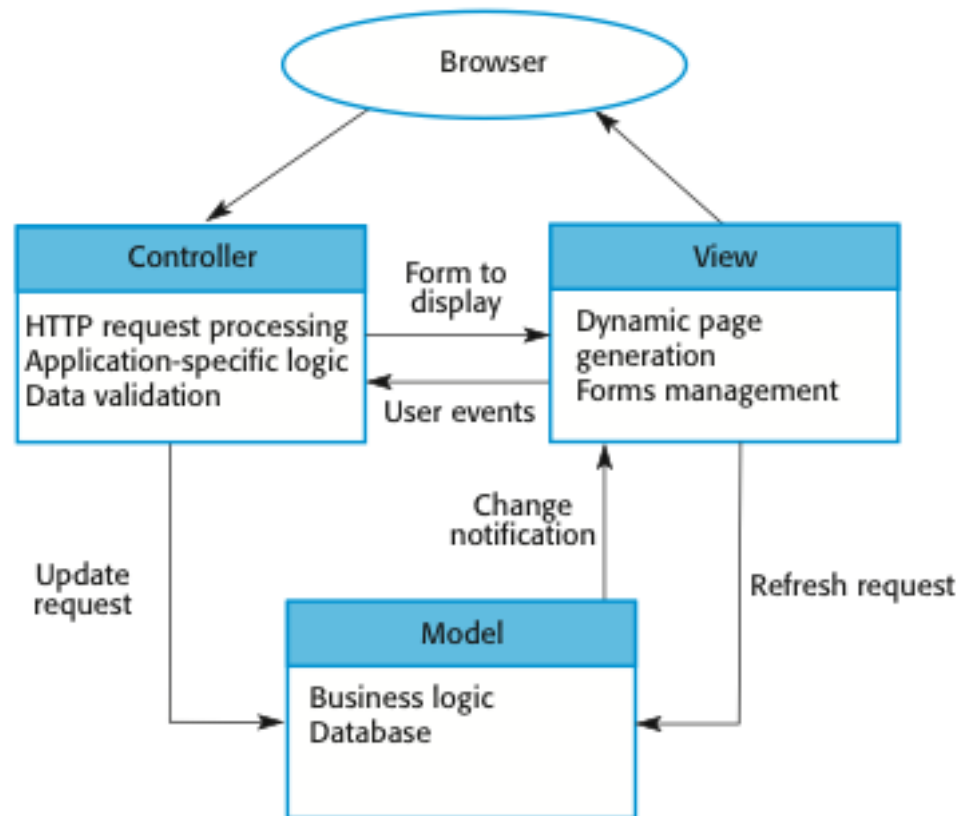 Browser
Controller
HTTP request processing
Application-specific logic
Data validation
Form to
display
User events
View
Dynamic page
generation
Forms management
Update
request
Change
notification
Refresh request
Model
Business logic
Database